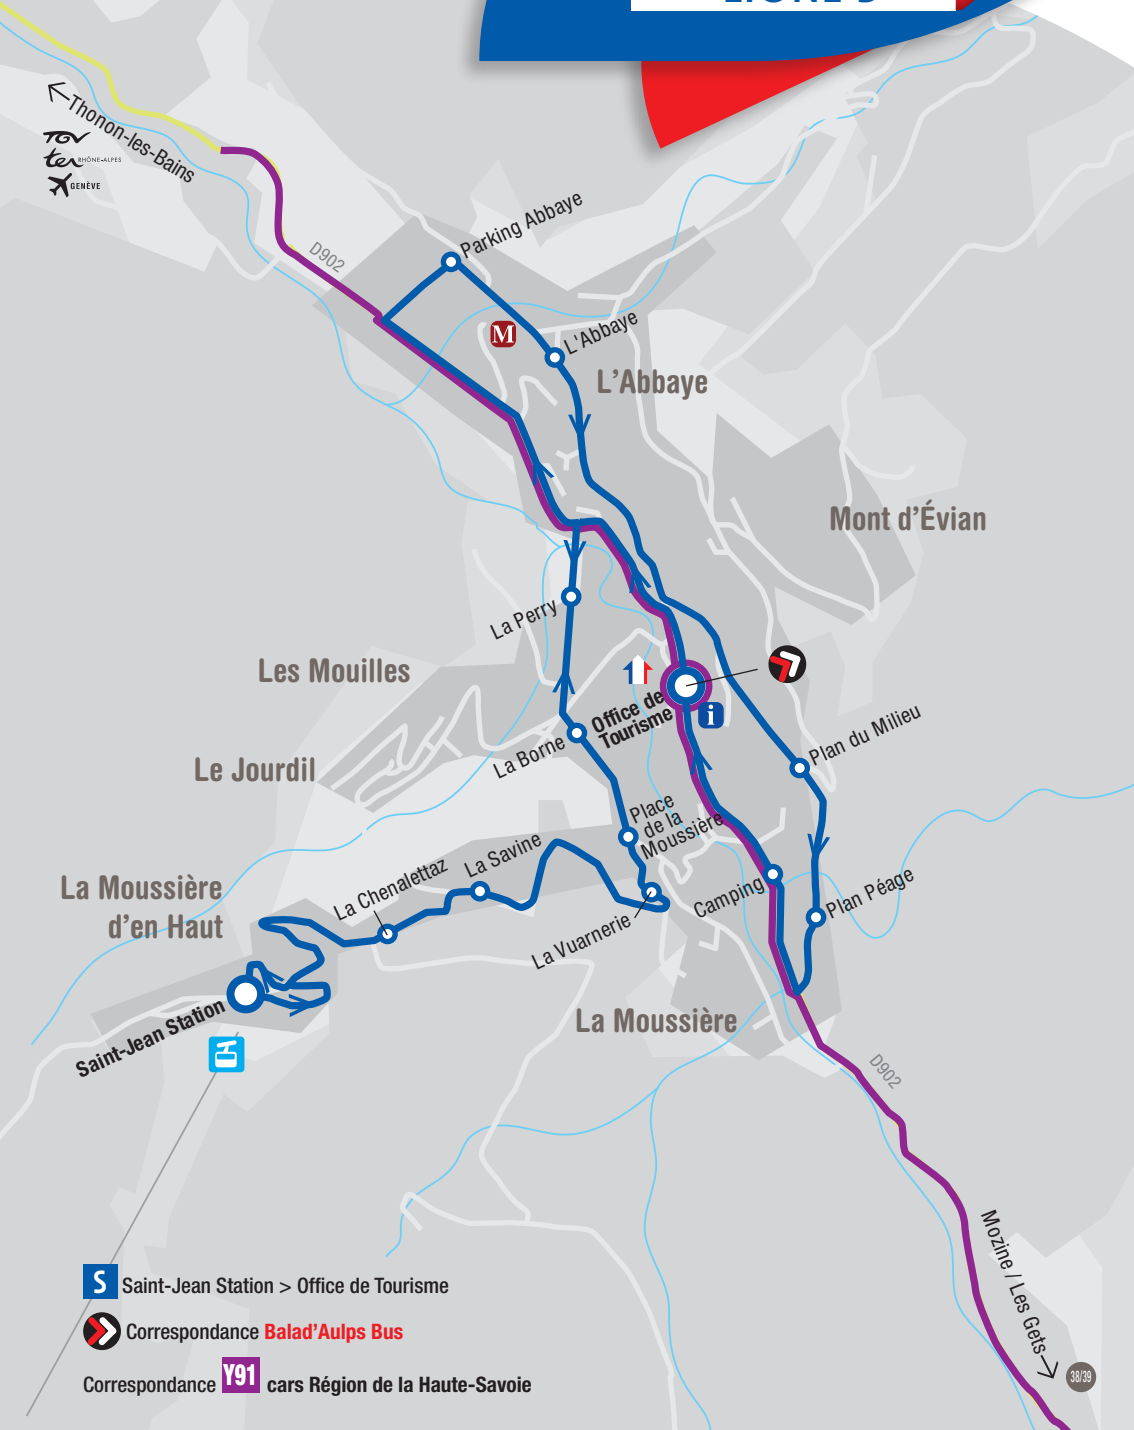 Thonon-les-Bains
TGV
ter RHÔNE-ALPES
GENÈVE
D902
Parking Abbaye
M
L'Abbaye
L'Abbaye
Mont d'Évian
La Perry
Les Mouilles
Office de
Tourisme
i
La Borne
Plan du Milieu
Le Jourdil
Place
de la
Moussière
La Savine
La Chenalettaz
Camping
Plan Péage
La Moussière
d'en Haut
La Vuarnerie
La Moussière
Saint-Jean Station
D902
Mozine / Les Gets
S Saint-Jean Station > Office de Tourisme
Correspondance Balad'Aulps Bus
Correspondance Y91 cars Région de la Haute-Savoie
38/39